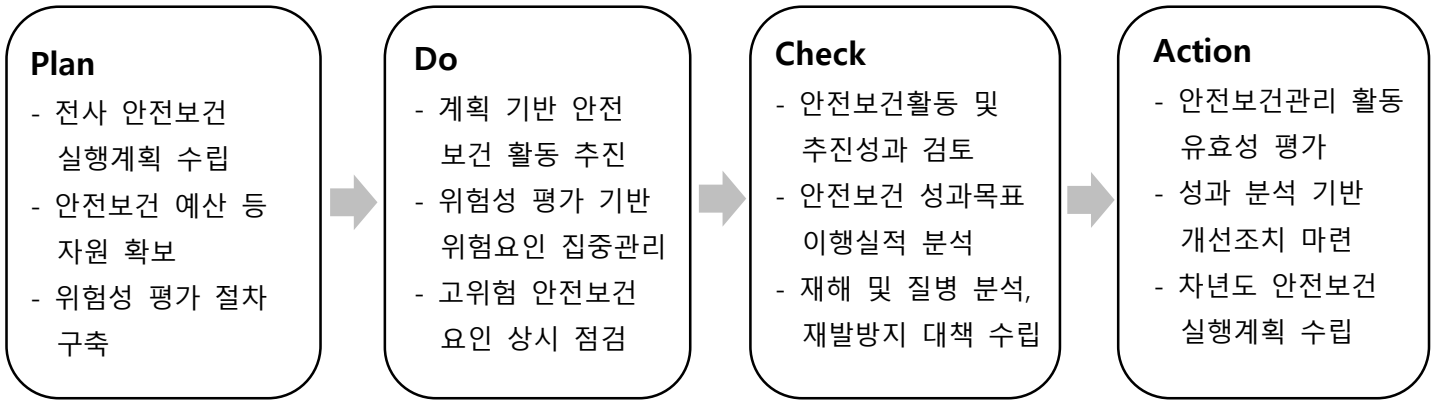 Plan
- 전사 안전보건
실행계획 수립
- 안전보건 예산 등
자원 확보
- 위험성 평가 절차
구축
Do
- 계획 기반 안전
보건 활동 추진
- 위험성 평가 기반
위험요인 집중관리
- 고위험 안전보건
요인 상시 점검
Check
- 안전보건활동 및
추진성과 검토
- 안전보건 성과목표
이행실적 분석
- 재해 및 질병 분석,
재발방지 대책 수립
Action
- 안전보건관리 활동
유효성 평가
- 성과 분석 기반
개선조치 마련
- 차년도 안전보건
실행계획 수립